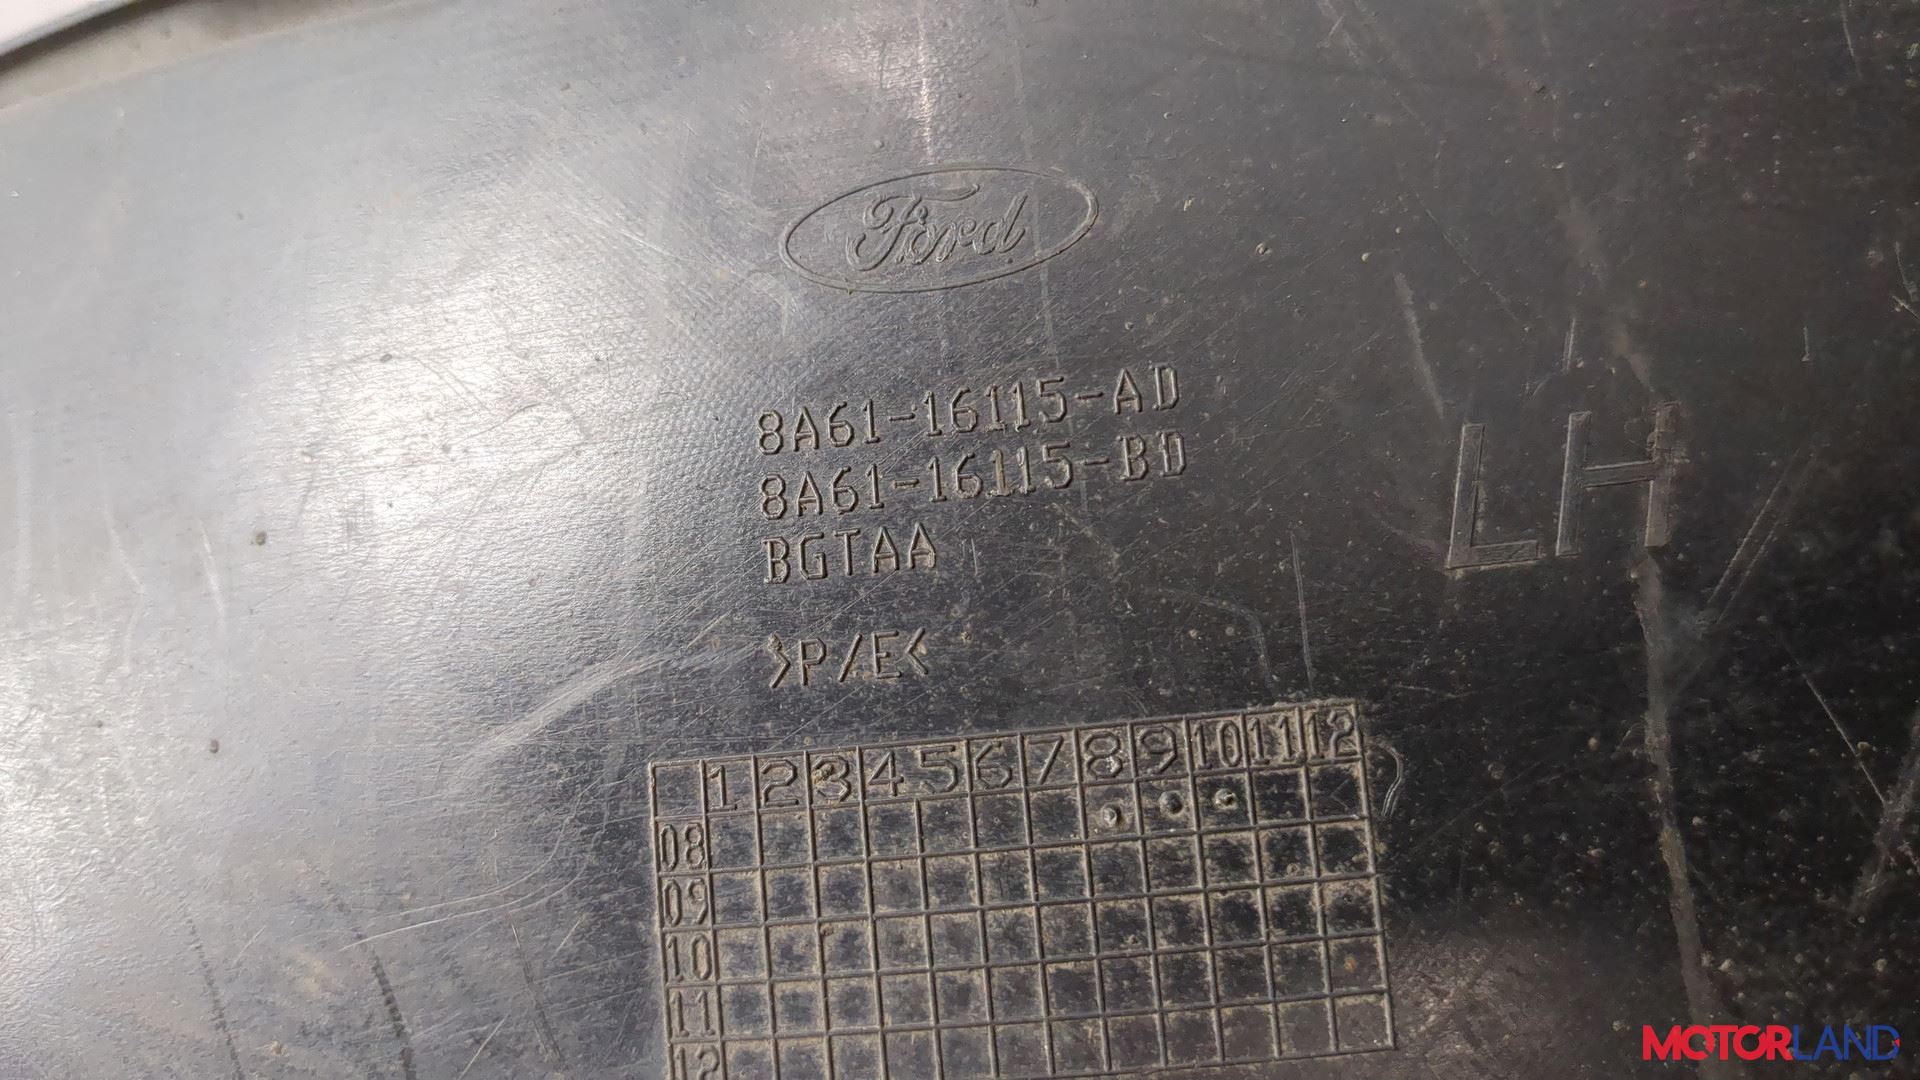 Ford
8A61-16115-AD
8A61-16115-BD
BGTAA
LH
>P/E<
1 2 3 4 5 6 7 8 9 10 11 12
08
09
10
11
12
MOTORLAND